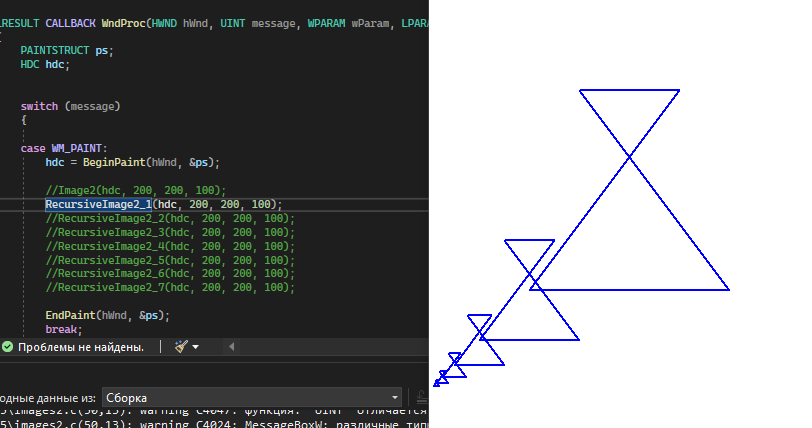 LRESULT CALLBACK WndProc(HWND hWnd, UINT message, WPARAM wParam, LPARA
{
PAINTSTRUCT ps;
HDC hdc;
switch (message)
{
case WM_PAINT:
hdc = BeginPaint(hWnd, &ps);
//Image2(hdc, 200, 200, 100);
RecursiveImage2_1(hdc, 200, 200, 100);
//RecursiveImage2_2(hdc, 200, 200, 100);
//RecursiveImage2_3(hdc, 200, 200, 100);
//RecursiveImage2_4(hdc, 200, 200, 100);
//RecursiveImage2_5(hdc, 200, 200, 100);
//RecursiveImage2_6(hdc, 200, 200, 100);
//RecursiveImage2_7(hdc, 200, 200, 100);
EndPaint(hWnd, &ps);
break;
Проблемы не найдены.
одные данные из: Сборка
5\images2.c(50,13): warning C4047: функция: "UINT" отличается
5\images2.c(50,13): warning C4024: MessageBoxW: различные типы